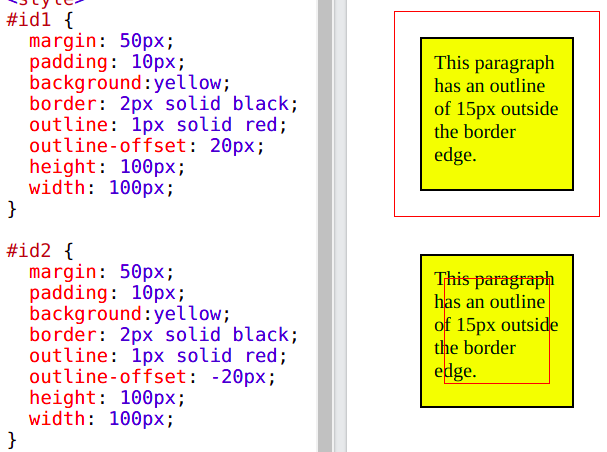 <style>
#id1 {
margin: 50px;
padding: 10px;
background:yellow;
border: 2px solid black;
outline: 1px solid red;
outline-offset: 20px;
height: 100px;
width: 100px;
}
#id2 {
margin: 50px;
padding: 10px;
background:yellow;
border: 2px solid black;
outline: 1px solid red;
outline-offset: -20px;
height: 100px;
width: 100px;
}
This paragraph
has an outline
of 15px outside
the border
edge.
This paragraph
has an outline
of 15px outside
the border
edge.